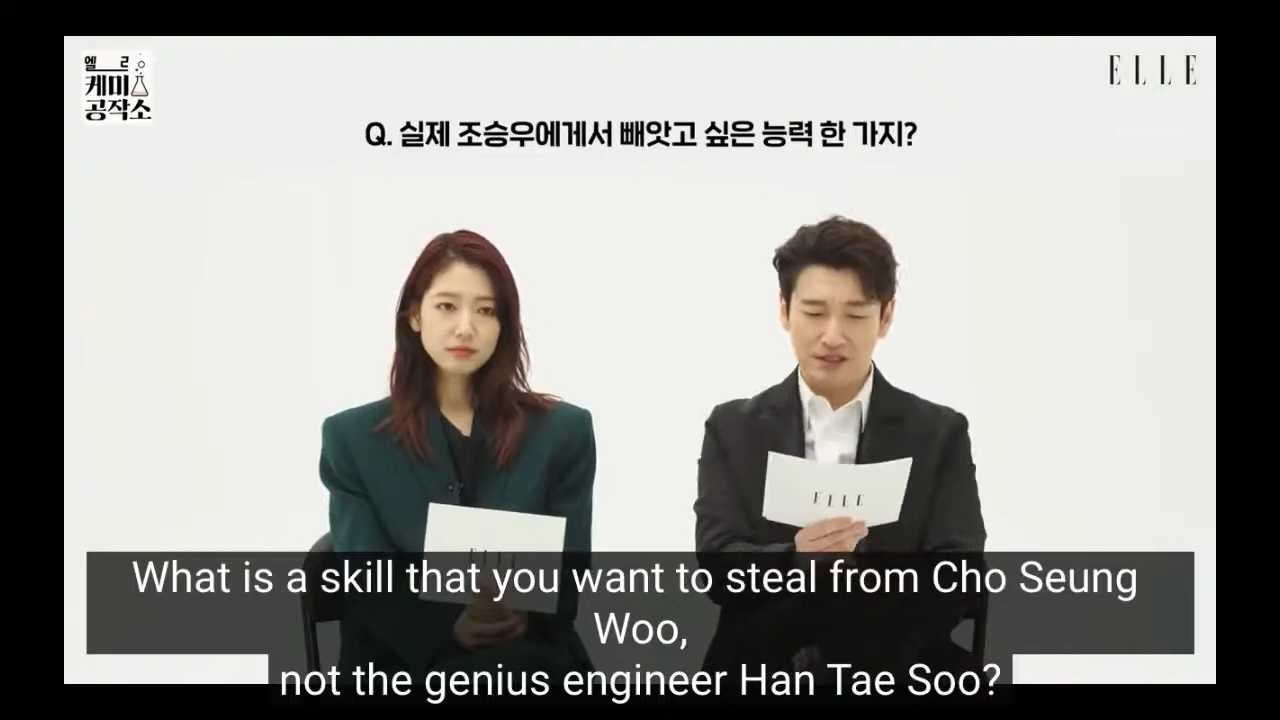 엘르
케미
공작소
ELLE
Q. 실제 조승우에게서 빼앗고 싶은 능력 한 가지?
ELLE
ELLE
What is a skill that you want to steal from Cho Seung
Woo,
not the genius engineer Han Tae Soo?